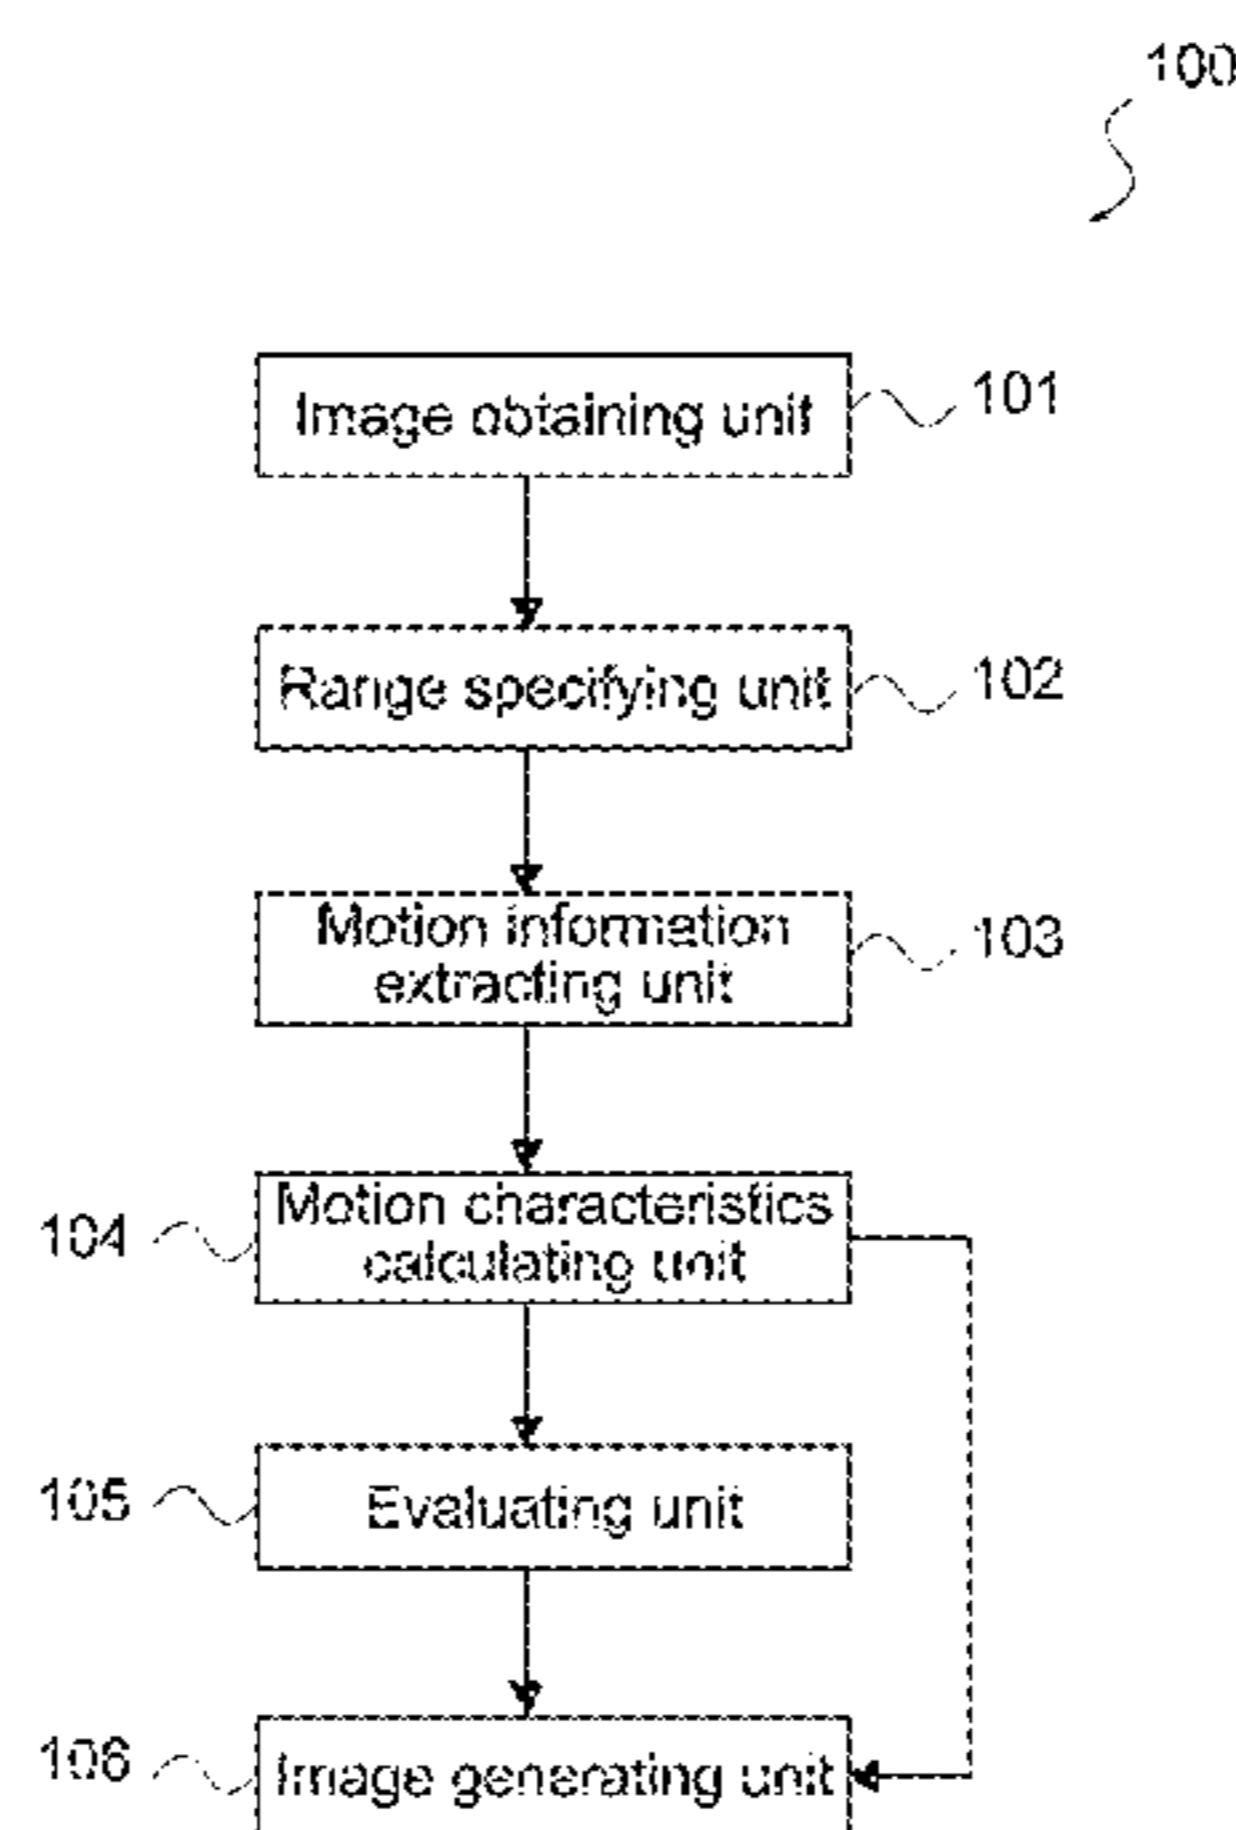 100
Image obtaining unit
101
Range specifying unit
102
Motion information
extracting unit
103
104
Motion characteristics
calculating unit
105
Evaluating unit
106
Image generating unit